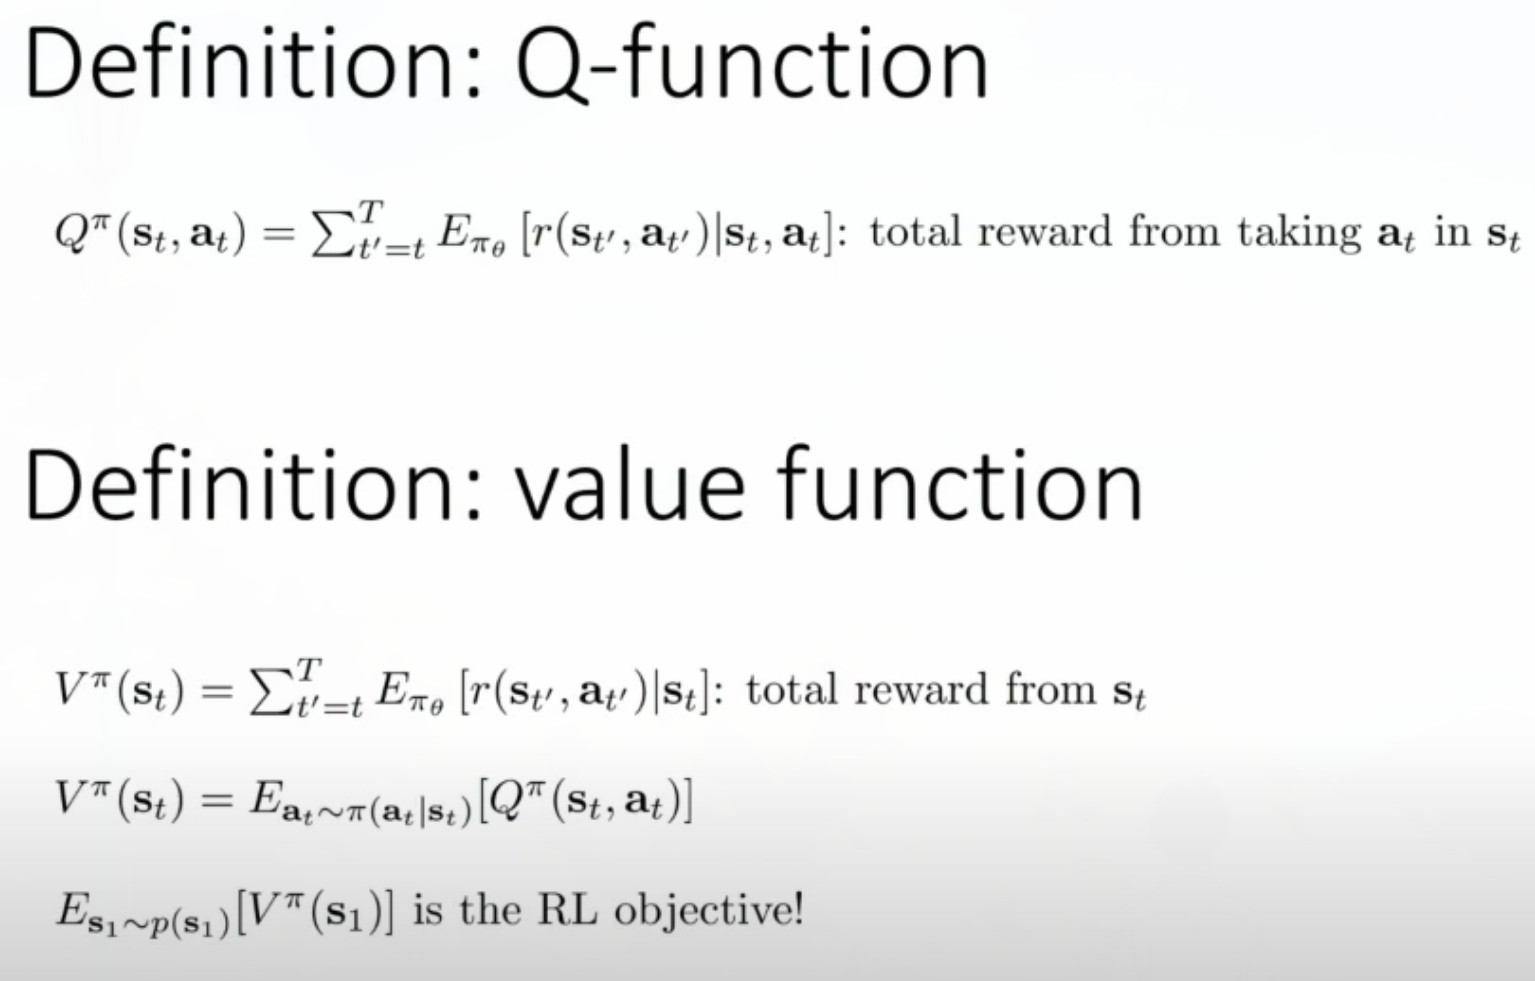 Definition: Q-function
$Q^\pi(\mathbf{s}_t, \mathbf{a}_t) = \sum_{t'=t}^{T} E_{\pi_\theta}\left[r(\mathbf{s}_{t'}, \mathbf{a}_{t'})|\mathbf{s}_t, \mathbf{a}_t\right]$: total reward from taking $\mathbf{a}_t$ in $\mathbf{s}_t$
Definition: value function
$V^\pi(\mathbf{s}_t) = \sum_{t'=t}^{T} E_{\pi_\theta}\left[r(\mathbf{s}_{t'}, \mathbf{a}_{t'})|\mathbf{s}_t\right]$: total reward from $\mathbf{s}_t$
$V^\pi(\mathbf{s}_t) = E_{\mathbf{a}_t \sim \pi(\mathbf{a}_t|\mathbf{s}_t)}[Q^\pi(\mathbf{s}_t, \mathbf{a}_t)]$
$E_{\mathbf{s}_1 \sim p(\mathbf{s}_1)}[V^\pi(\mathbf{s}_1)]$ is the RL objective!